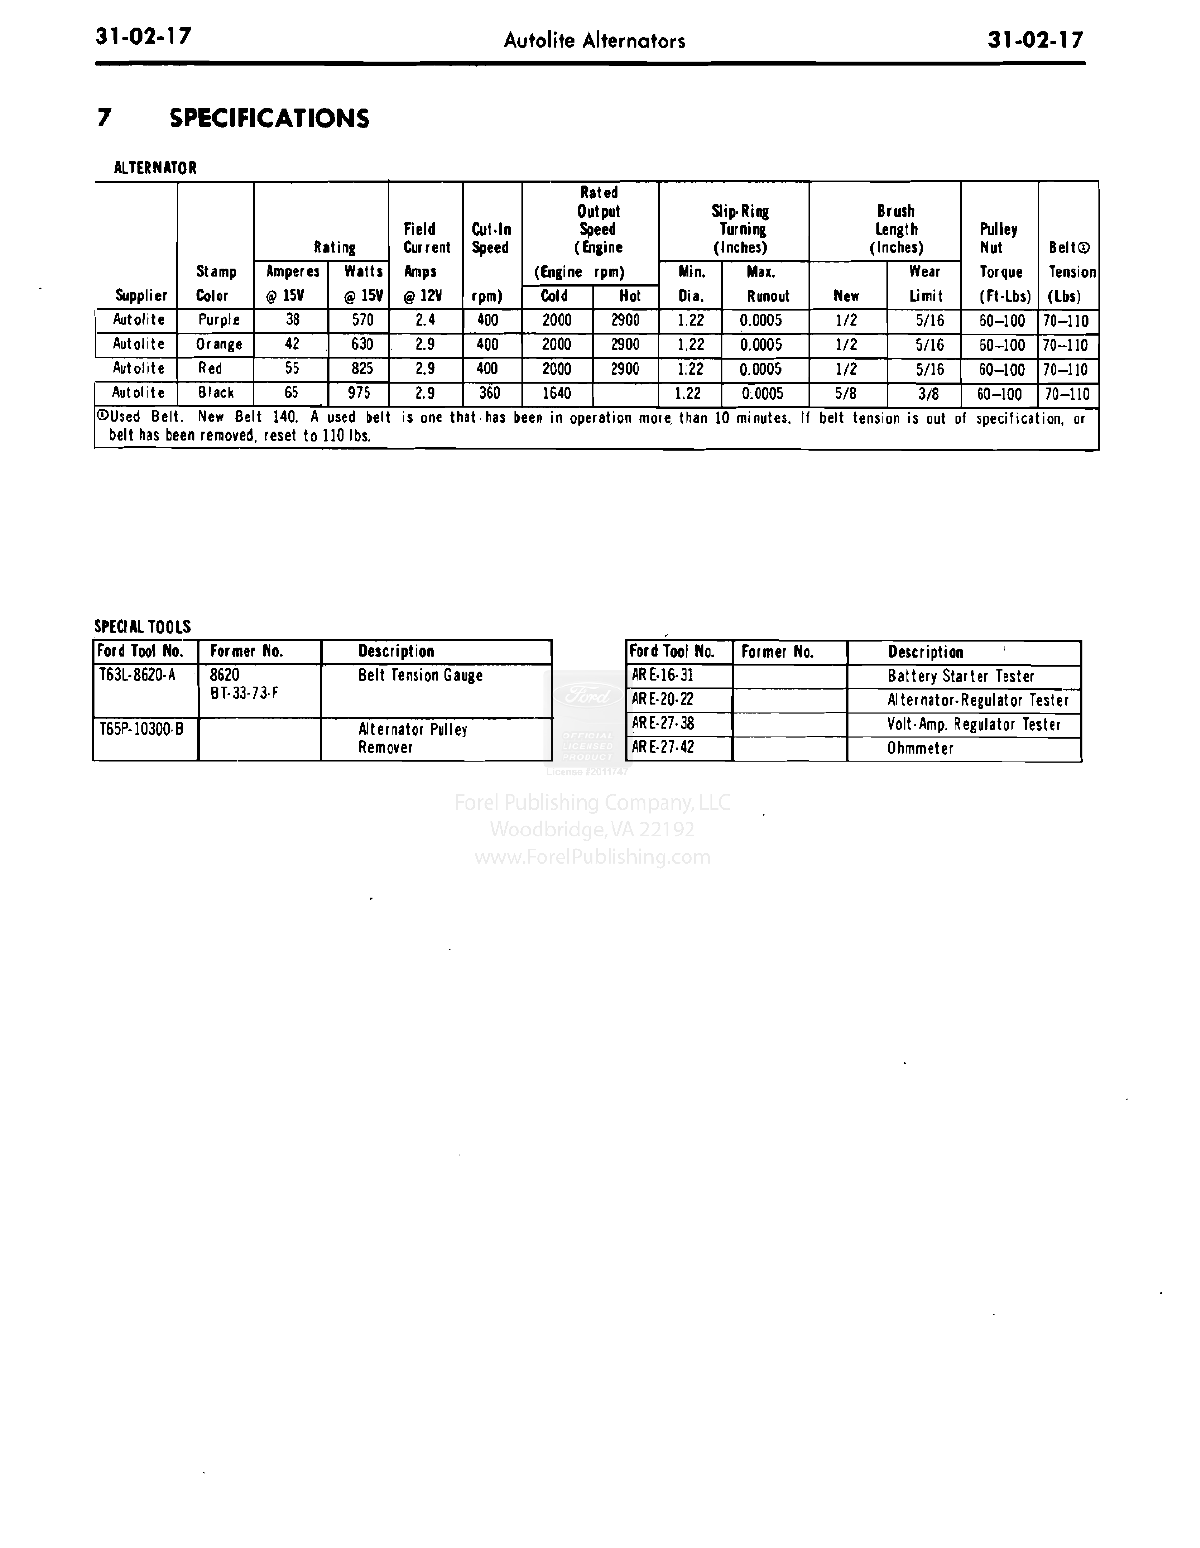 31-02-17 Autolite Alternators 31-02-17
7 SPECIFICATIONS
ALTERNATOR
Rated
Output Slip-Ring Brush
Field Cut-In Speed Turning Length Pulley
Rating Current Speed (Engine (Inches) (Inches) Nut Belt①
Stamp Amperes Watts Amps (Engine rpm) Min. Max. Wear Torque Tension
Supplier Color @ 15V @ 15V @ 12V rpm) Cold Hot Dia. Runout New Limit (Ft-Lbs) (Lbs)
Autolite Purple 38 570 2.4 400 2000 2900 1.22 0.0005 1/2 5/16 60–100 70–110
Autolite Orange 42 630 2.9 400 2000 2900 1.22 0.0005 1/2 5/16 60–100 70–110
Autolite Red 55 825 2.9 400 2000 2900 1.22 0.0005 1/2 5/16 60–100 70–110
Autolite Black 65 975 2.9 360 1640 1.22 0.0005 5/8 3/8 60–100 70–110
①Used Belt. New Belt 140. A used belt is one that has been in operation more than 10 minutes. If belt tension is out of specification, or
belt has been removed, reset to 110 lbs.
SPECIAL TOOLS
Ford Tool No. Former No. Description
T63L-8620-A 8620 Belt Tension Gauge
BT-33-73-F
T65P-10300-B Alternator Pulley
Remover
Ford Tool No. Former No. Description
ARE-16-31 Battery Starter Tester
ARE-20-22 Alternator-Regulator Tester
ARE-27-38 Volt-Amp. Regulator Tester
ARE-27-42 Ohmmeter
Ford
OFFICIAL
LICENSED
PRODUCT
License #2011747
Forel Publishing Company, LLC
Woodbridge, VA 22192
www.ForelPublishing.com